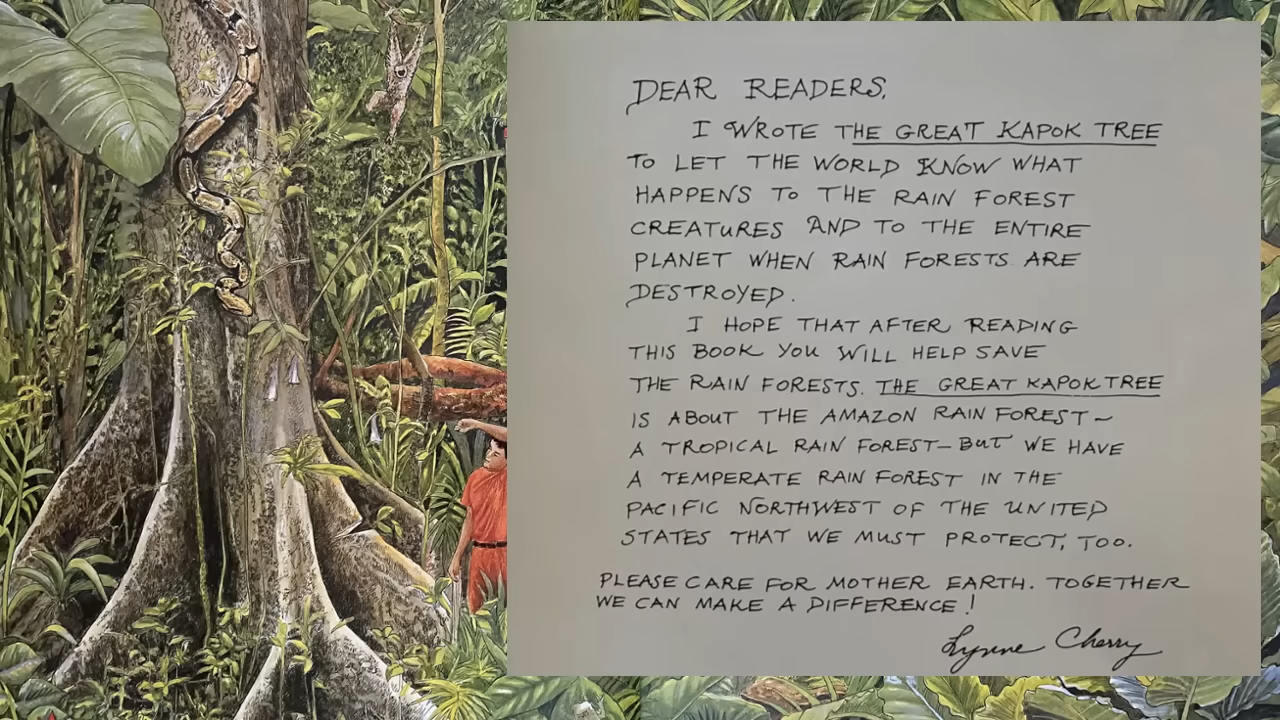 DEAR READERS,
I WROTE THE GREAT KAPOK TREE
TO LET THE WORLD KNOW WHAT
HAPPENS TO THE RAIN FOREST
CREATURES AND TO THE ENTIRE
PLANET WHEN RAIN FORESTS ARE
DESTROYED.
I HOPE THAT AFTER READING
THIS BOOK YOU WILL HELP SAVE
THE RAIN FORESTS. THE GREAT KAPOK TREE
IS ABOUT THE AMAZON RAIN FOREST~
A TROPICAL RAIN FOREST—BUT WE HAVE
A TEMPERATE RAIN FOREST IN THE
PACIFIC NORTHWEST OF THE UNITED
STATES THAT WE MUST PROTECT, TOO.
PLEASE CARE FOR MOTHER EARTH. TOGETHER
WE CAN MAKE A DIFFERENCE!
Lynne Cherry